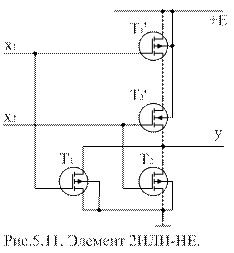 +E
T₁'
X₁
T₂'
X₂
y
T₁
T₂
Рис.5.11. Элемент 2ИЛИ-НЕ.